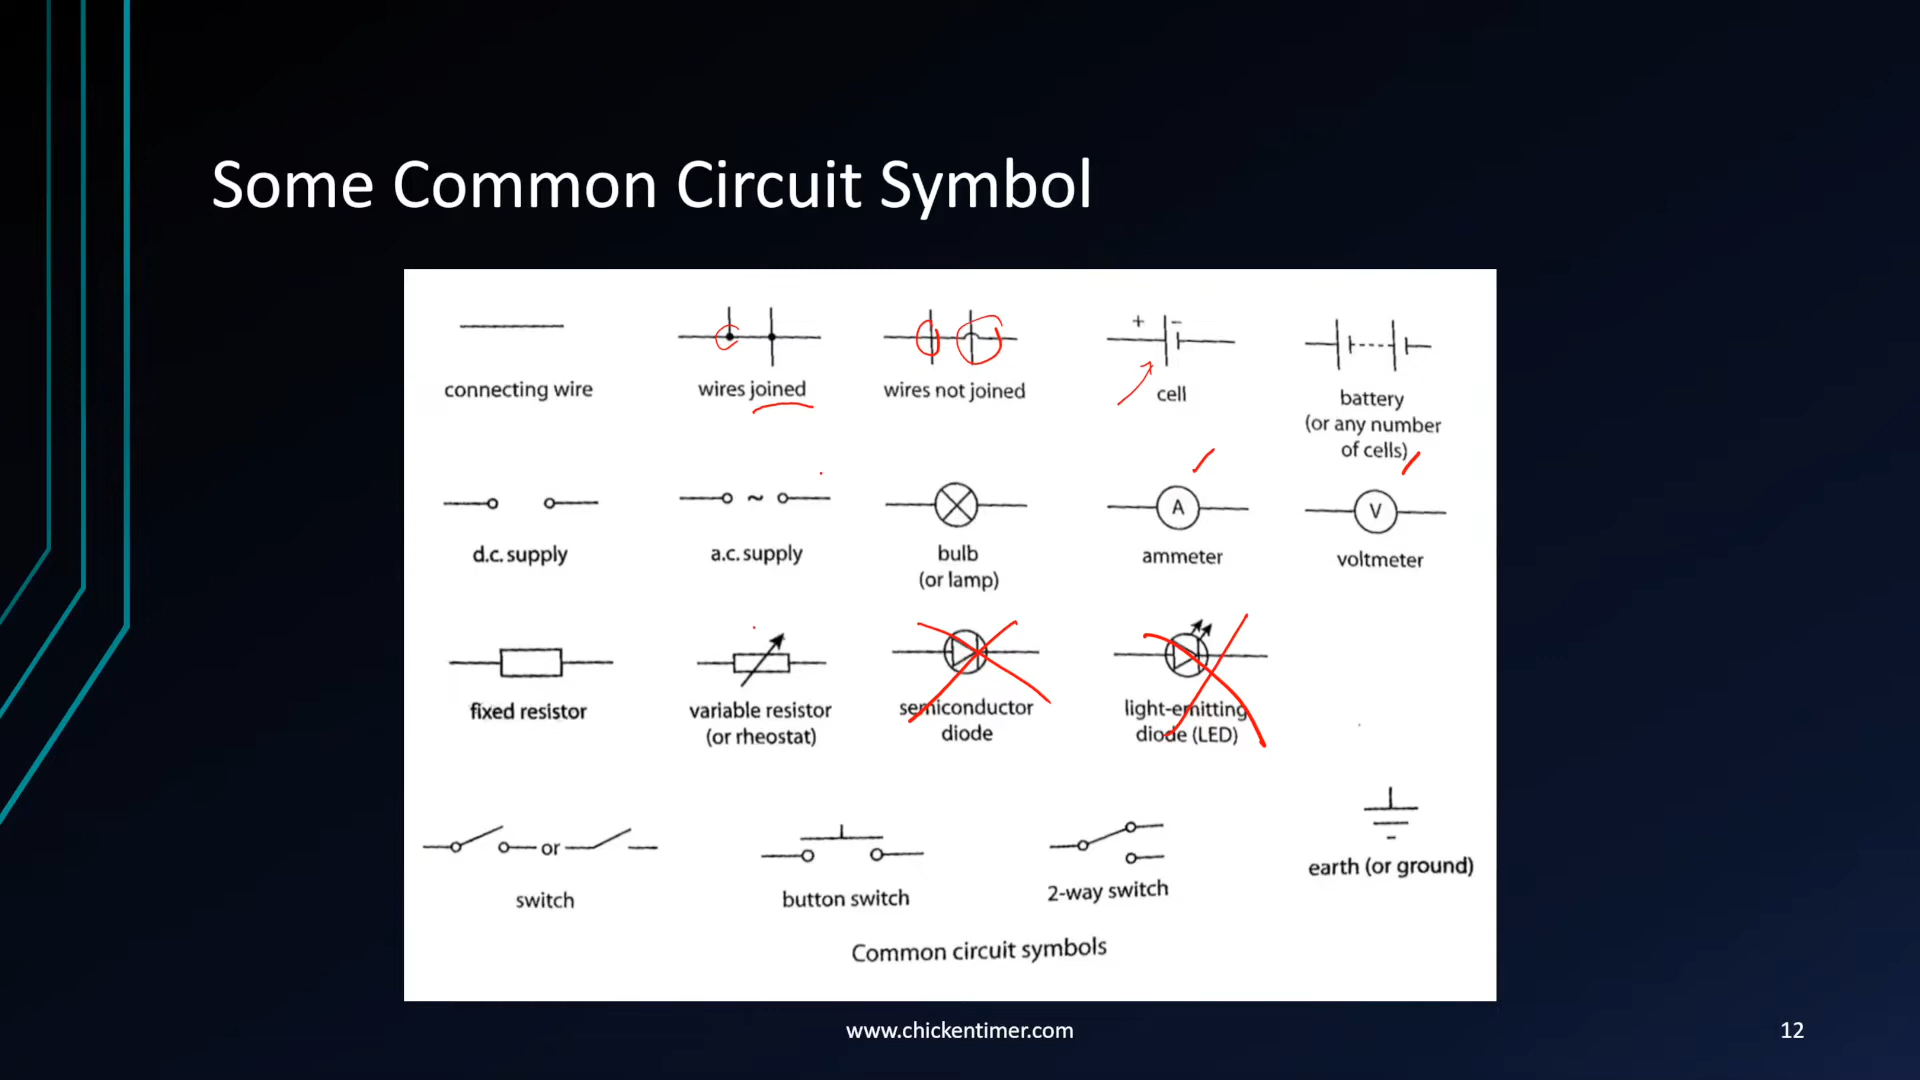 Some Common Circuit Symbol
connecting wire
wires joined
wires not joined
+ -
cell
battery
(or any number
of cells)
d.c. supply
~
a.c. supply
bulb
(or lamp)
A
ammeter
V
voltmeter
fixed resistor
variable resistor
(or rheostat)
semiconductor
diode
light-emitting
diode (LED)
or
switch
button switch
2-way switch
earth (or ground)
Common circuit symbols
www.chickentimer.com
12